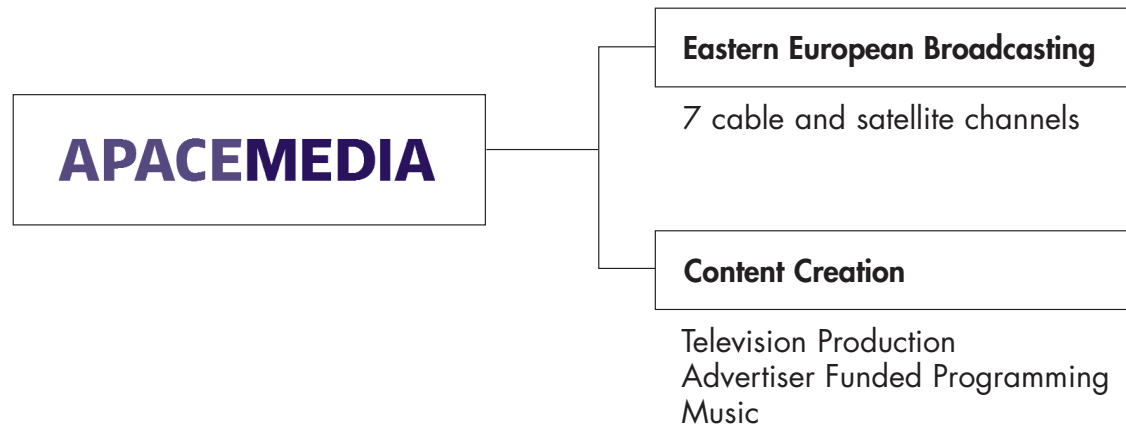 APACEMEDIA
Eastern European Broadcasting
7 cable and satellite channels
Content Creation
Television Production
Advertiser Funded Programming
Music